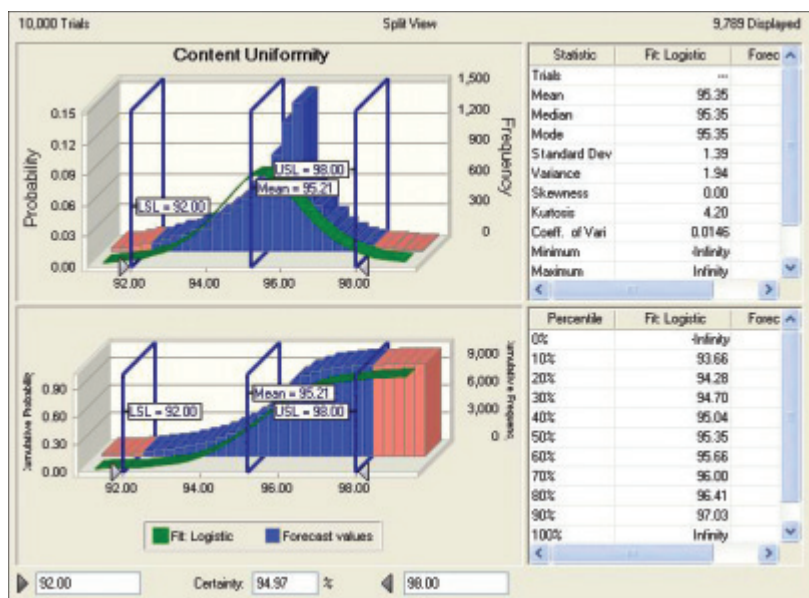 10,000 Trials Split View 9,789 Displayed
Content Uniformity
Probability
0.15
0.12
0.09
0.06
0.03
0.00
1,500
1,200
900
600
300
0
Frequency
LSL = 92.00
USL = 98.00
Mean = 95.21
92.00 94.00 96.00 98.00
Statistic Fit: Logistic Forec
Trials ---
Mean 95.35
Median 95.35
Mode 95.35
Standard Dev 1.39
Variance 1.94
Skewness 0.00
Kurtosis 4.20
Coeff. of Vari 0.0146
Minimum -Infinity
Maximum Infinity
Cumulative Probability
0.90
0.60
0.30
0.00
9,000
6,000
3,000
0
Cumulative Frequenc
Mean = 95.21
LSL = 92.00
USL = 98.00
92.00 94.00 96.00 98.00
Fit: Logistic Forecast values
Percentile Fit: Logistic Forec
0% -Infinity
10% 93.66
20% 94.28
30% 94.70
40% 95.04
50% 95.35
60% 95.66
70% 96.00
80% 96.41
90% 97.03
100% Infinity
92.00 Certainty: 94.97 % 98.00